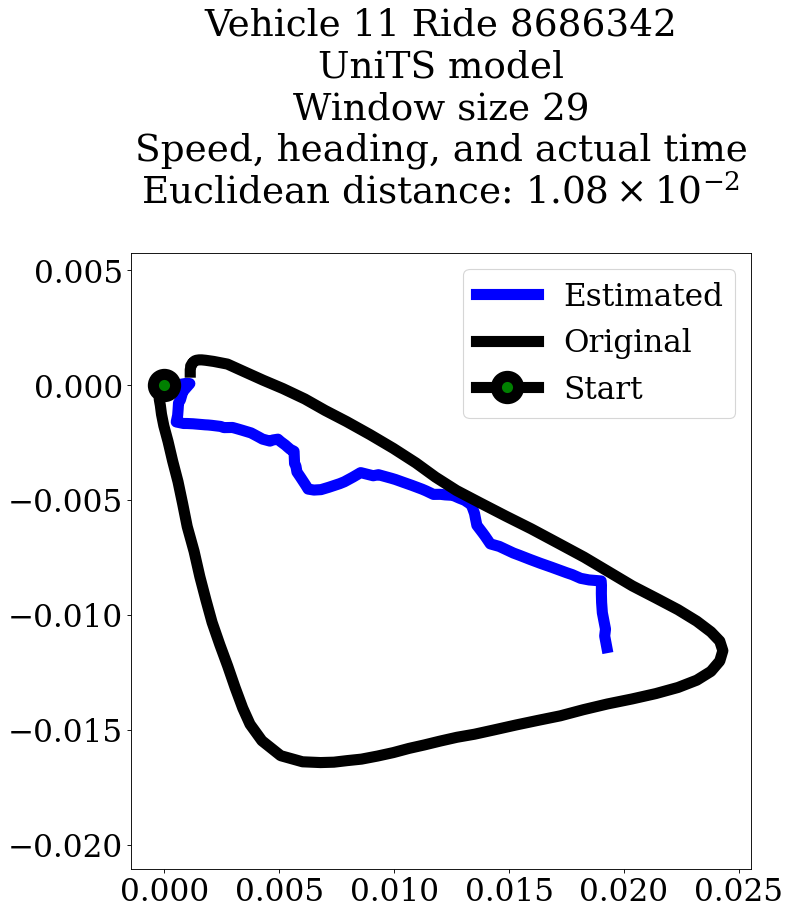 Vehicle 11 Ride 8686342
UniTS model
Window size 29
Speed, heading, and actual time
Euclidean distance: 1.08 × 10⁻²
0.005
0.000
−0.005
−0.010
−0.015
−0.020
Estimated
Original
Start
0.000 0.005 0.010 0.015 0.020 0.025